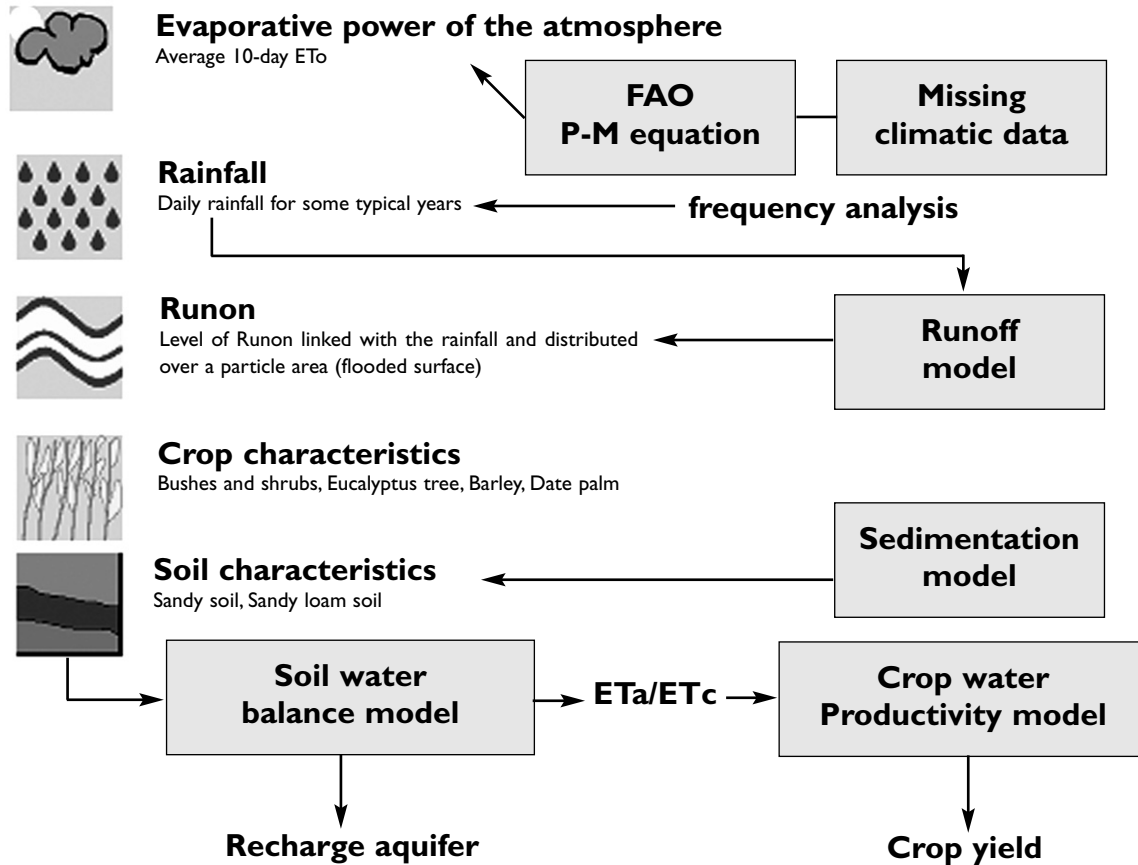 Evaporative power of the atmosphere
Average 10-day ETo
FAO
P-M equation
Missing
climatic data
Rainfall
Daily rainfall for some typical years
frequency analysis
Runon
Level of Runon linked with the rainfall and distributed
over a particle area (flooded surface)
Runoff
model
Crop characteristics
Bushes and shrubs, Eucalyptus tree, Barley, Date palm
Sedimentation
model
Soil characteristics
Sandy soil, Sandy loam soil
Soil water
balance model
ETa/ETc
Crop water
Productivity model
Recharge aquifer
Crop yield